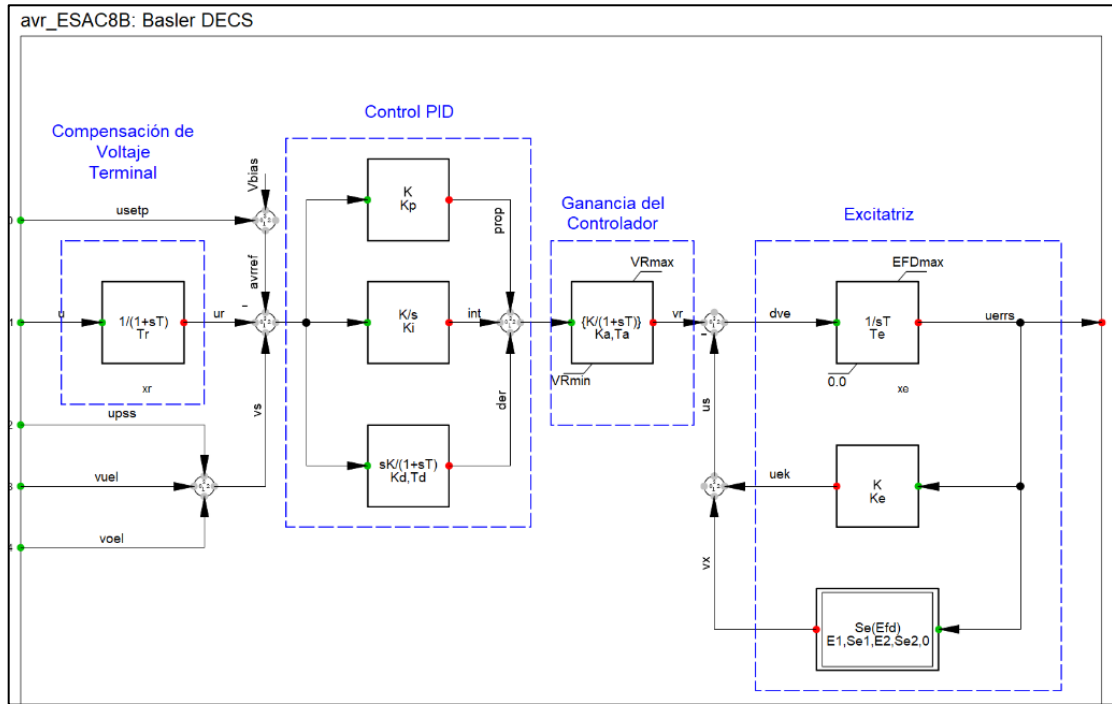 avr_ESAC8B: Basler DECS
Control PID
Compensación de
Voltaje
Terminal
Vbias
usetp
avrref
K
Kp
prop
Ganancia del
Controlador
Excitatriz
VRmax
EFDmax
u
1/(1+sT)
Tr
ur
-
K/s
Ki
int
{K/(1+sT)}
Ka,Ta
vr
-
dve
1/sT
Te
uerrs
xr
VRmin
0.0
xe
upss
vs
der
us
vuel
sK/(1+sT)
Kd,Td
uek
K
Ke
voel
vx
Se(Efd)
E1,Se1,E2,Se2,0